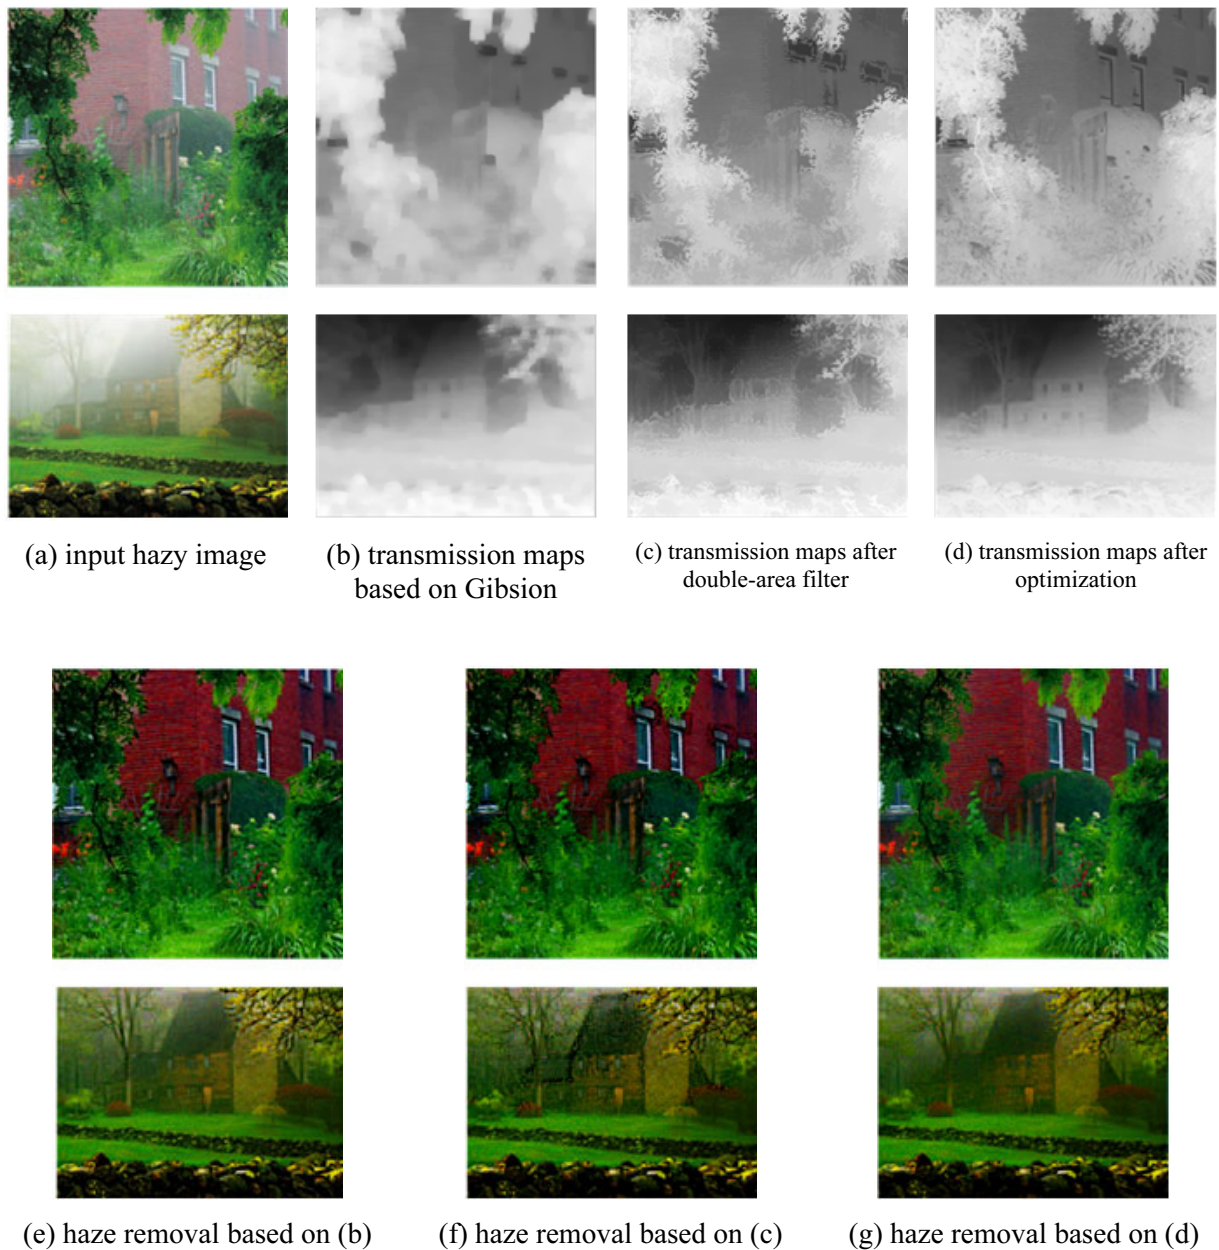 (a) input hazy image
(b) transmission maps
based on Gibsion
(c) transmission maps after
double-area filter
(d) transmission maps after
optimization
(e) haze removal based on (b)
(f) haze removal based on (c)
(g) haze removal based on (d)